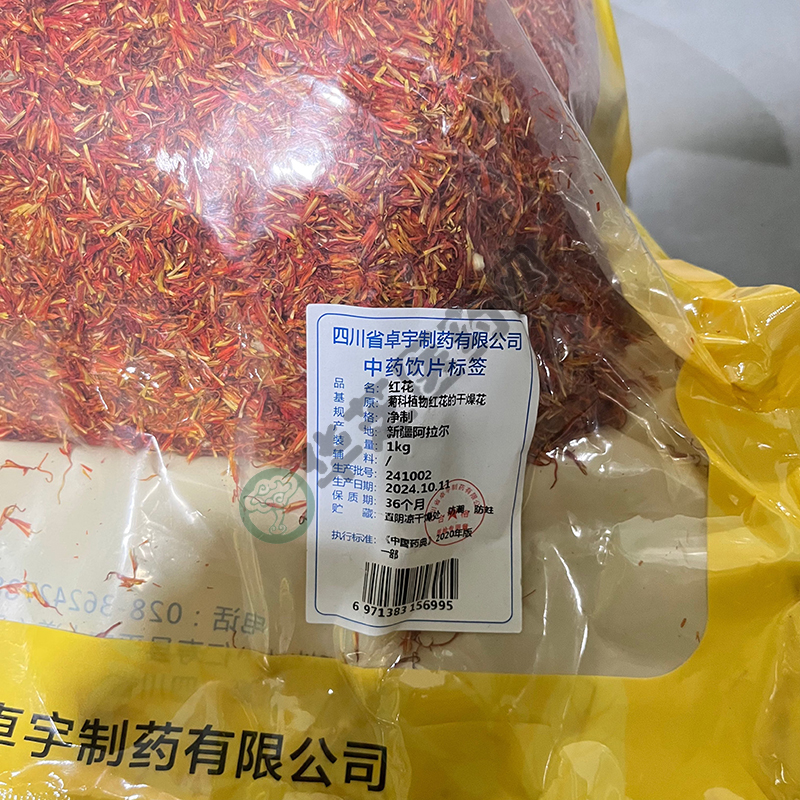 四川省卓宇制药有限公司
中药饮片标签
品 名: 红花
基 原: 菊科植物红花的干燥花
规 格: 净制
产 地: 新疆阿拉尔
装 量: 1kg
辅 料: /
生产批号: 241002
生产日期: 2024.10.11
保 质 期: 36个月
贮 藏: 置阴凉干燥处,防潮,防蛀
执行标准: 《中国药典》2020年版
一部
6 971383 156995
电话:028-3624
四川
卓宇制药有限公司